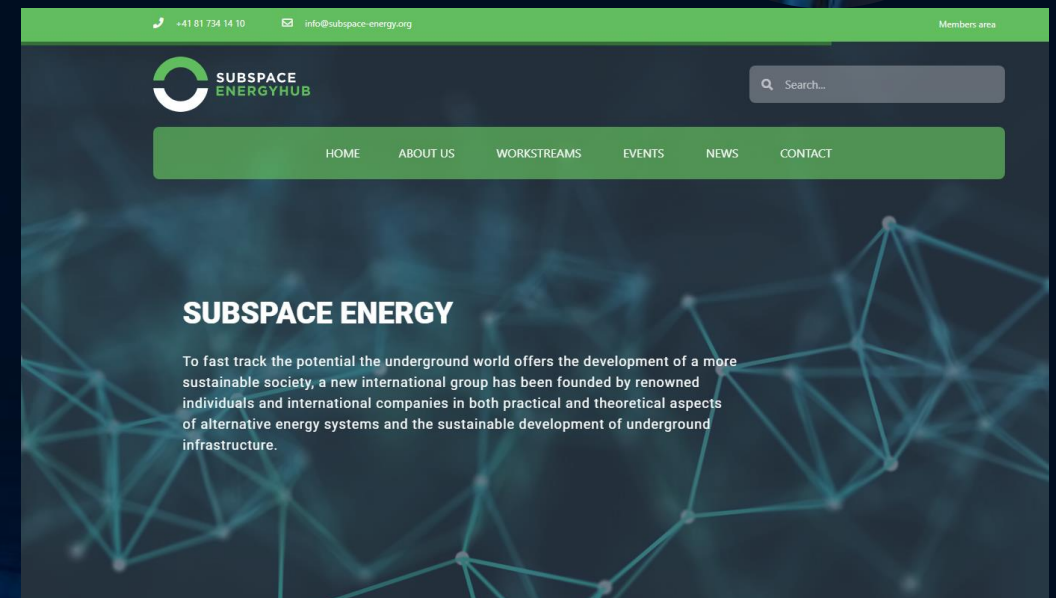 +41 81 734 14 10 info@subspace-energy.org Members area
SUBSPACE
ENERGYHUB
Search...
HOME ABOUT US WORKSTREAMS EVENTS NEWS CONTACT
SUBSPACE ENERGY
To fast track the potential the underground world offers the development of a more
sustainable society, a new international group has been founded by renowned
individuals and international companies in both practical and theoretical aspects
of alternative energy systems and the sustainable development of underground
infrastructure.